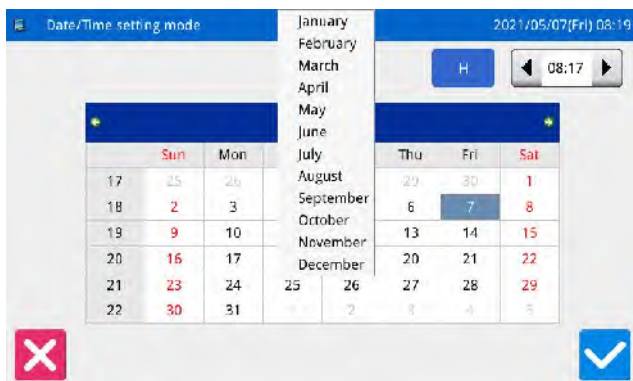 Date/Time setting mode
2021/05/07(Fri) 08:19
January
February
March
April
May
June
July
August
September
October
November
December
H
08:17
Sun Mon Thu Fri Sat
17 25 26 29 30 1
18 2 3 6 7 8
19 9 10 13 14 15
20 16 17 20 21 22
21 23 24 25 26 27 28 29
22 30 31 1 2 3 4 5